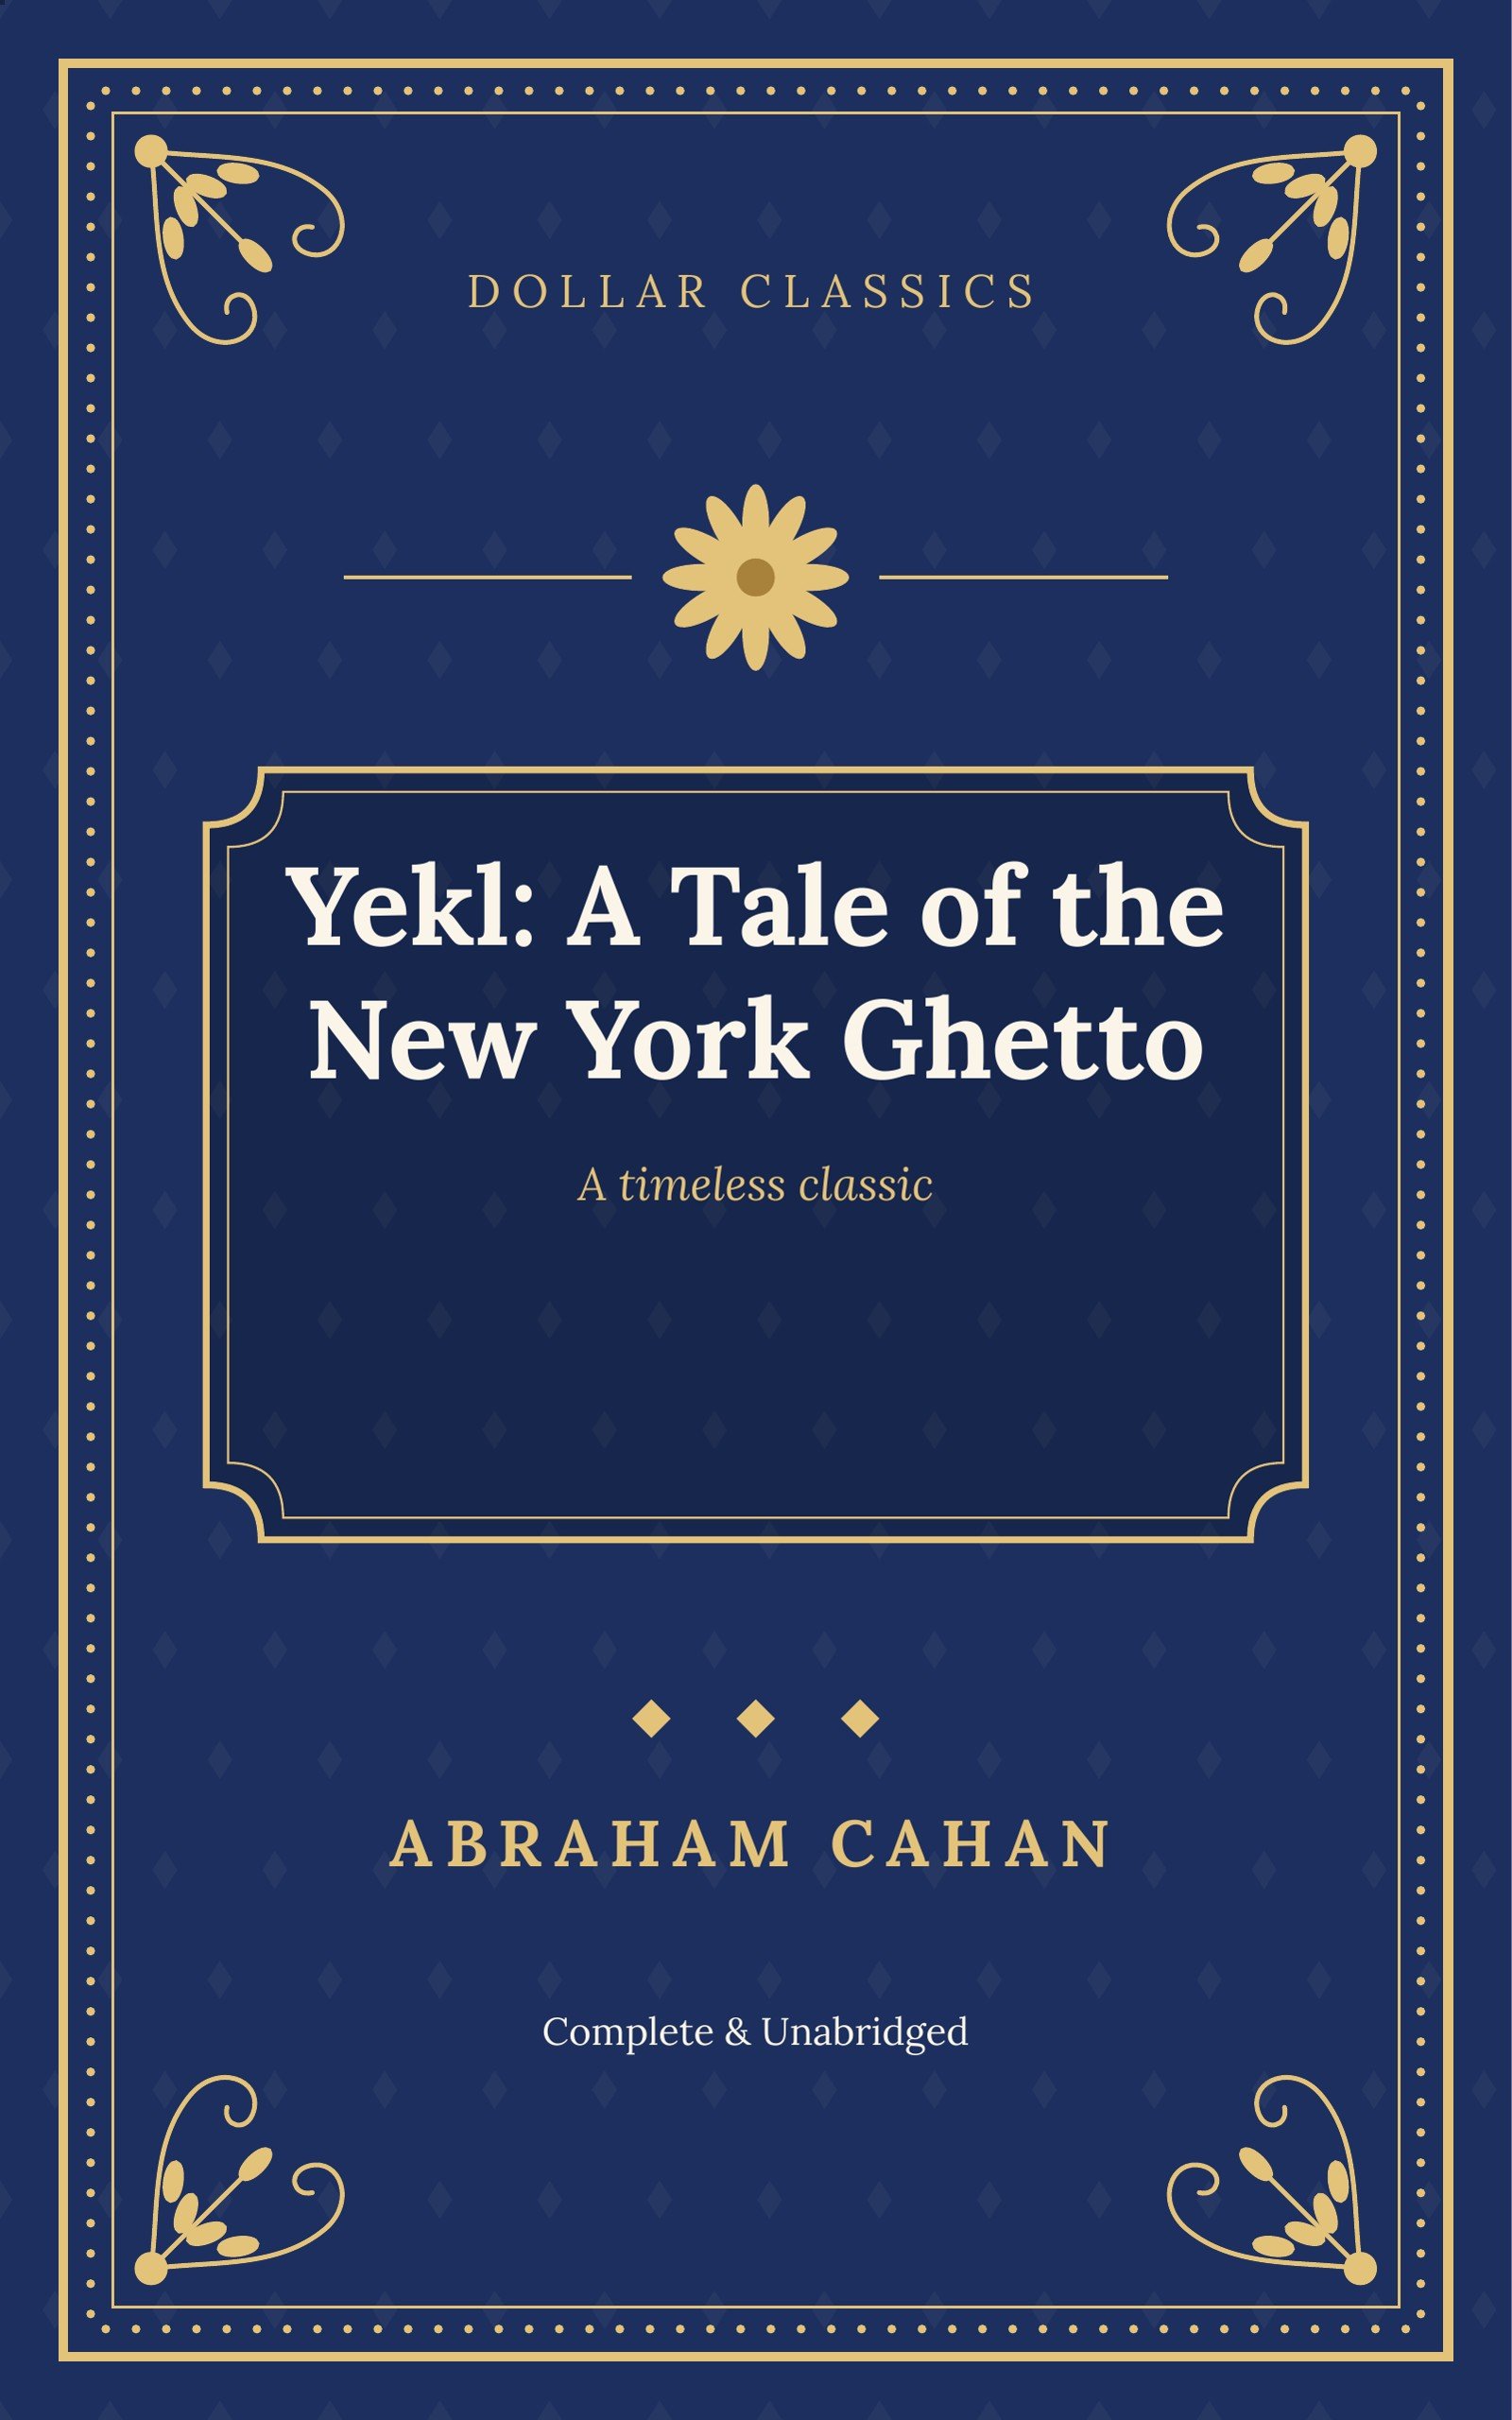 DOLLAR CLASSICS
Yekl: A Tale of the
New York Ghetto
A timeless classic
ABRAHAM CAHAN
Complete & Unabridged